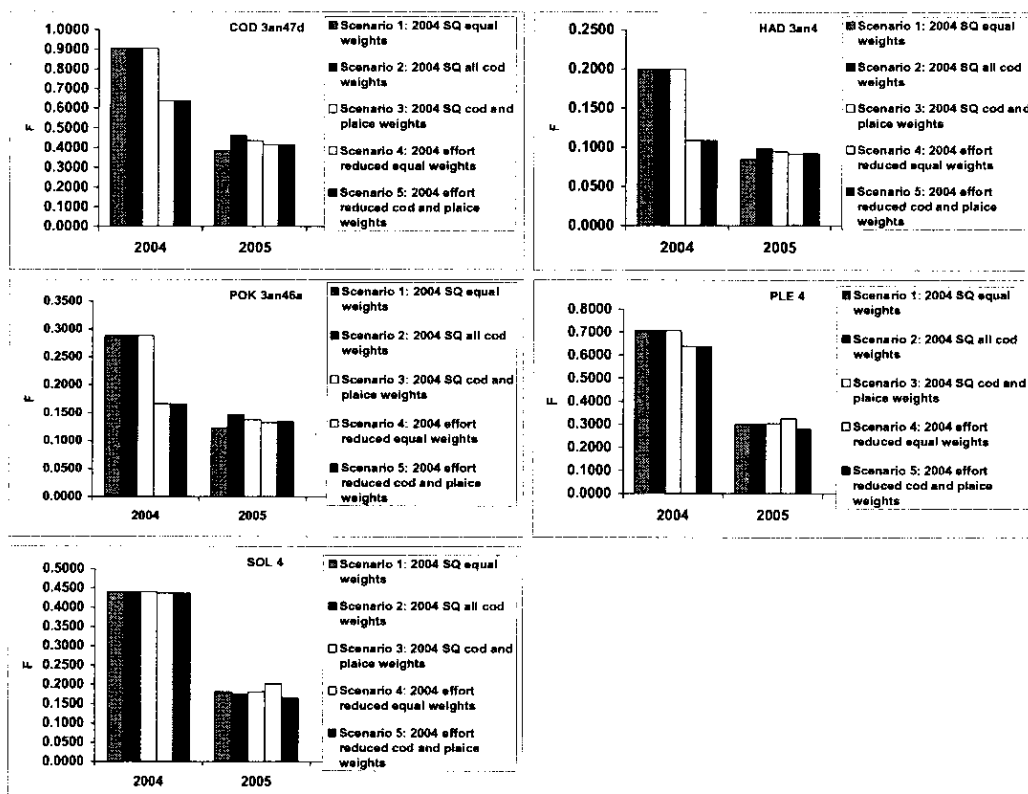 COD 3an47d
1.0000
0.9000
0.8000
0.7000
0.6000
0.5000
0.4000
0.3000
0.2000
0.1000
0.0000
F
2004 2005
Scenario 1: 2004 SQ equal
weights
Scenario 2: 2004 SQ all cod
weights
Scenario 3: 2004 SQ cod and
plaice weights
Scenario 4: 2004 effort
reduced equal weights
Scenario 5: 2004 effort
reduced cod and plaice
weights
HAD 3an4
0.2500
0.2000
0.1500
0.1000
0.0500
0.0000
F
2004 2005
Scenario 1: 2004 SQ equal
weights
Scenario 2: 2004 SQ all cod
weights
Scenario 3: 2004 SQ cod and
plaice weights
Scenario 4: 2004 effort
reduced equal weights
Scenario 5: 2004 effort
reduced cod and plaice
weights
POK 3an46a
0.3500
0.3000
0.2500
0.2000
0.1500
0.1000
0.0500
0.0000
F
2004 2005
Scenario 1: 2004 SQ equal
weights
Scenario 2: 2004 SQ all cod
weights
Scenario 3: 2004 SQ cod and
plaice weights
Scenario 4: 2004 effort
reduced equal weights
Scenario 5: 2004 effort
reduced cod and plaice
weights
PLE 4
0.8000
0.7000
0.6000
0.5000
0.4000
0.3000
0.2000
0.1000
0.0000
F
2004 2005
Scenario 1: 2004 SQ equal
weights
Scenario 2: 2004 SQ all cod
weights
Scenario 3: 2004 SQ cod and
plaice weights
Scenario 4: 2004 effort
reduced equal weights
Scenario 5: 2004 effort
reduced cod and plaice
weights
SOL 4
0.5000
0.4500
0.4000
0.3500
0.3000
0.2500
0.2000
0.1500
0.1000
0.0500
0.0000
F
2004 2005
Scenario 1: 2004 SQ equal
weights
Scenario 2: 2004 SQ all cod
weights
Scenario 3: 2004 SQ cod and
plaice weights
Scenario 4: 2004 effort
reduced equal weights
Scenario 5: 2004 effort
reduced cod and plaice
weights